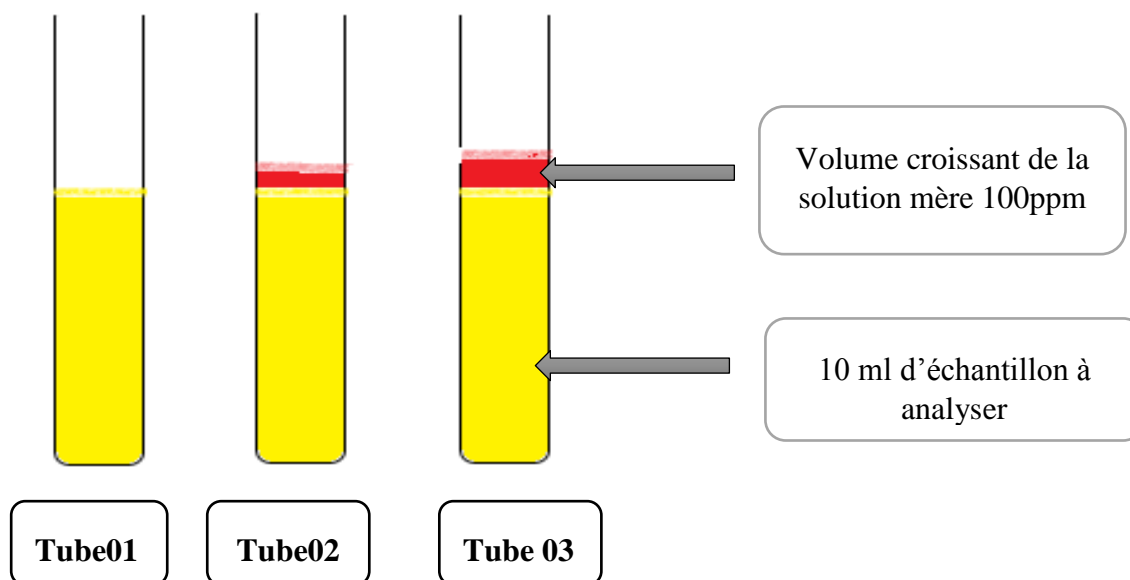 Volume croissant de la
solution mère 100ppm
10 ml d’échantillon à
analyser
Tube01
Tube02
Tube 03